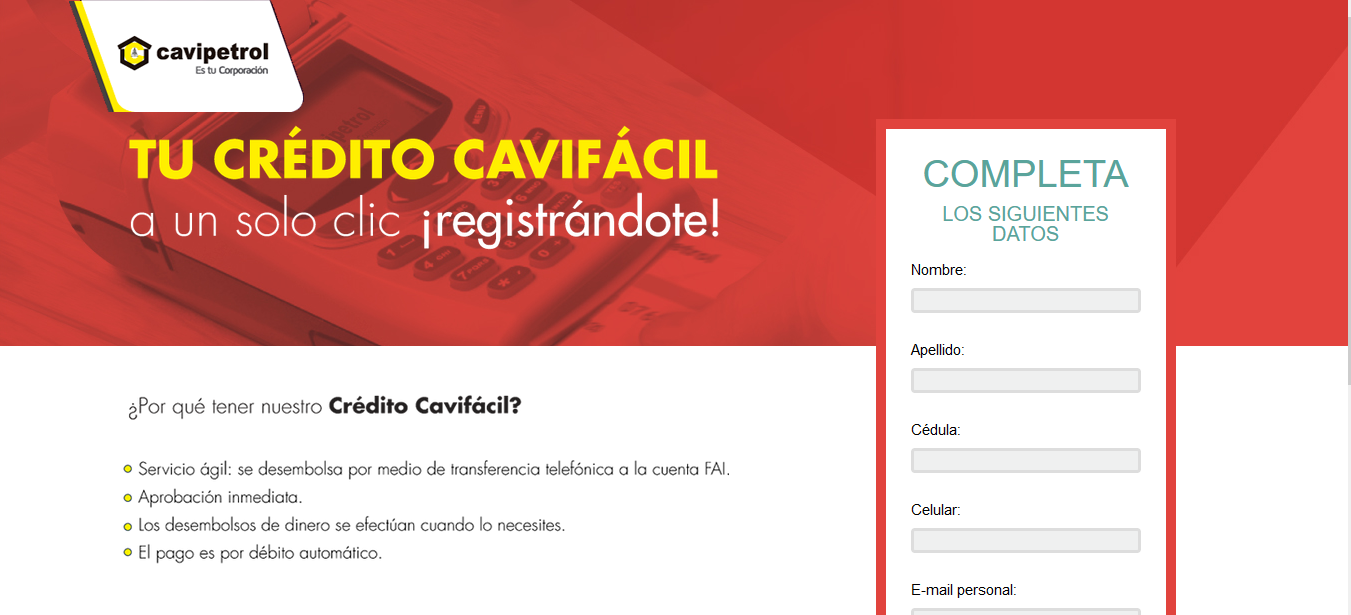 cavipetrol
Es tu Corporación
TU CRÉDITO CAVIFÁCIL
a un solo clic ¡registrándote!
¿Por qué tener nuestro Crédito Cavifácil?
Servicio ágil: se desembolsa por medio de transferencia telefónica a la cuenta FAI.
Aprobación inmediata.
Los desembolsos de dinero se efectúan cuando lo necesites.
El pago es por débito automático.
COMPLETA
LOS SIGUIENTES
DATOS
Nombre:
Apellido:
Cédula:
Celular:
E-mail personal: